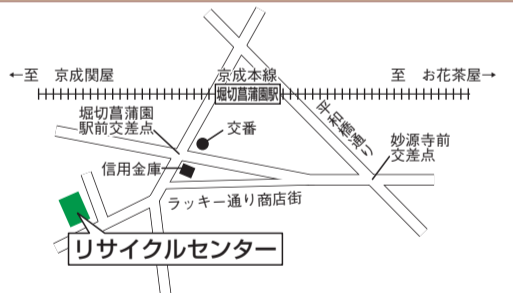 ←至 京成関屋
京成本線
至 お花茶屋→
堀切菖蒲園駅
堀切菖蒲園
駅前交差点
交番
平和橋通り
妙源寺前
交差点
信用金庫
ラッキー通り商店街
リサイクルセンター